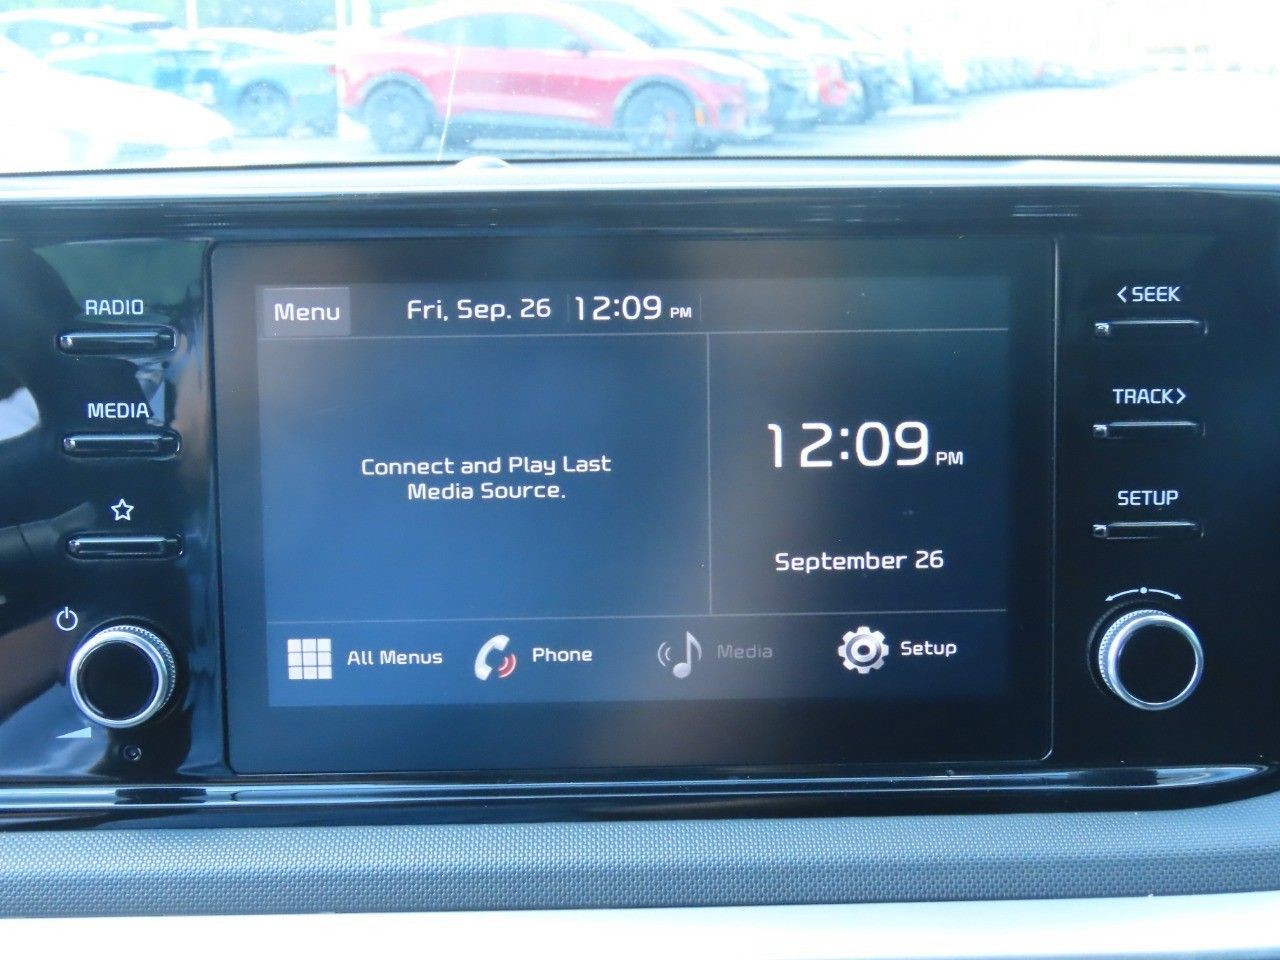 RADIO
MEDIA
Menu
Fri, Sep. 26
12:09 PM
Connect and Play Last
Media Source.
12:09 PM
September 26
All Menus
Phone
Media
Setup
<SEEK
TRACK>
SETUP